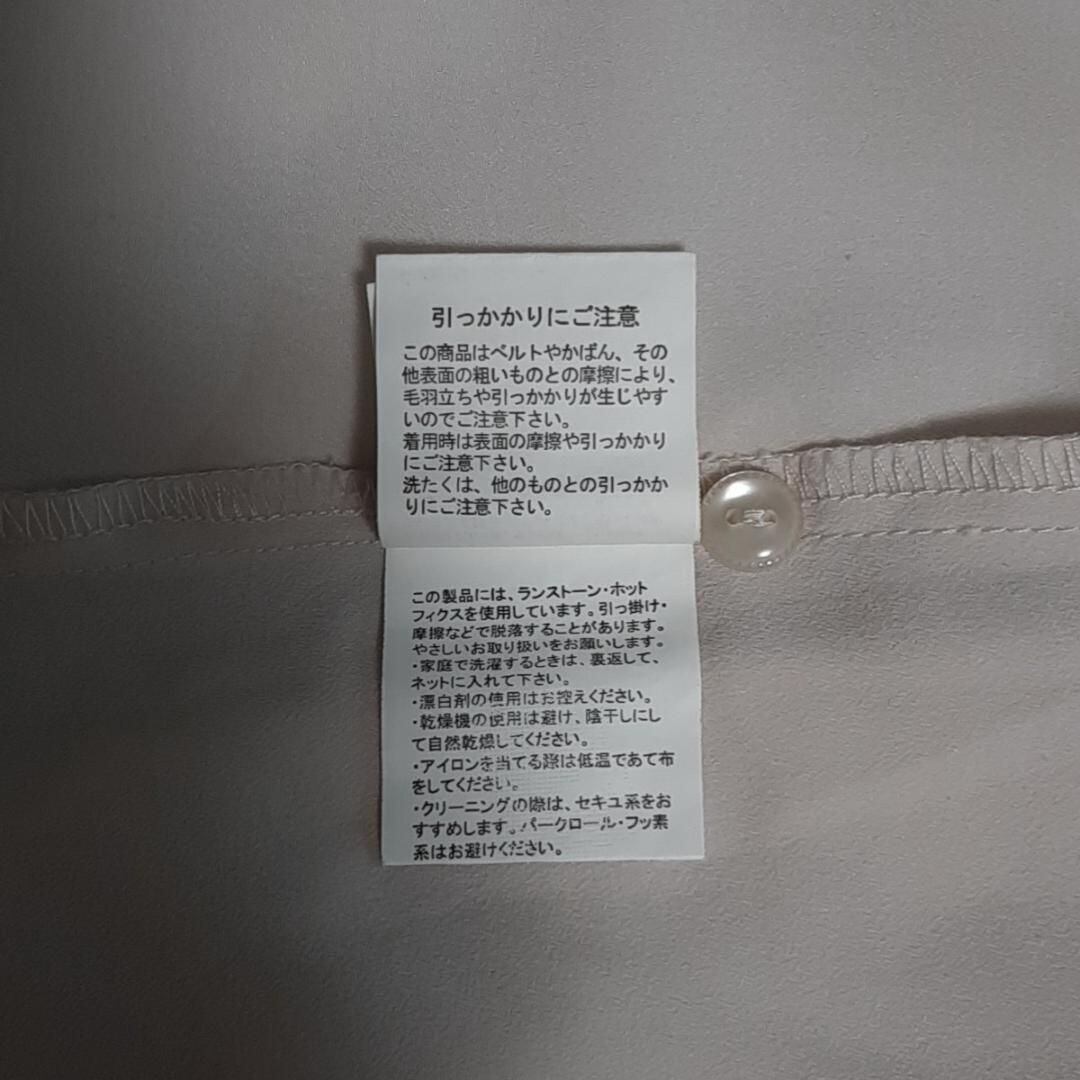 引っかかりにご注意
この商品はベルトやかばん、その
他表面の粗いものとの摩擦により、
毛羽立ちや引っかかりが生じやす
いのでご注意下さい。
着用時は表面の摩擦や引っかかり
にご注意下さい。
洗たくは、他のものとの引っかか
りにご注意下さい。
この製品には、ランストーン・ホット
フィクスを使用しています。引っ掛け・
摩擦などで脱落することがあります。
やさしいお取り扱いをお願いします。
・家庭で洗濯するときは、裏返して、
ネットに入れて下さい。
・漂白剤の使用はお控えください。
・乾燥機の使用は避け、陰干しにし
て自然乾燥してください。
・アイロンを当てる際は低温であて布
をしてください。
・クリーニングの際は、セキユ系をお
すすめします。パークロール・フッ素
系はお避けください。